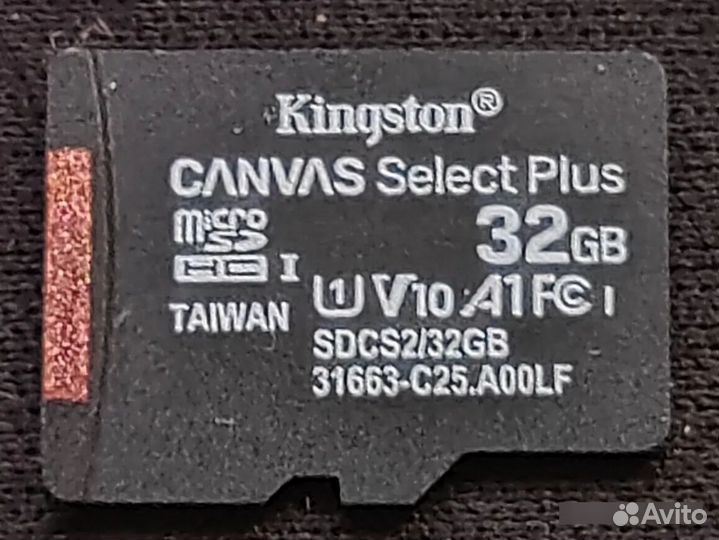 Kingston®
CANVAS Select Plus
micro SD HC I
32GB
TAIWAN
U1 V10 A1 FC I
SDCS2/32GB
31663-C25.A00LF
Avito